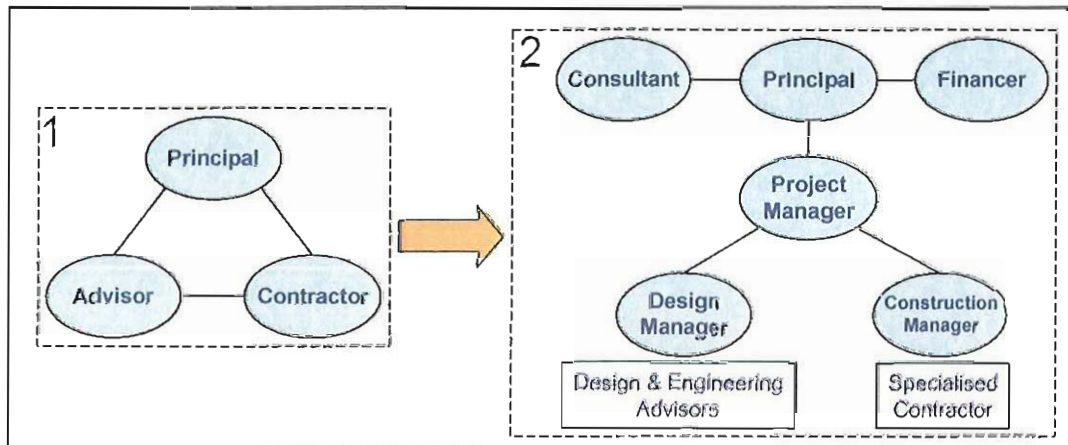 1
Principal
Advisor
Contractor
2
Consultant
Principal
Financer
Project
Manager
Design
Manager
Construction
Manager
Design & Engineering
Advisors
Specialised
Contractor